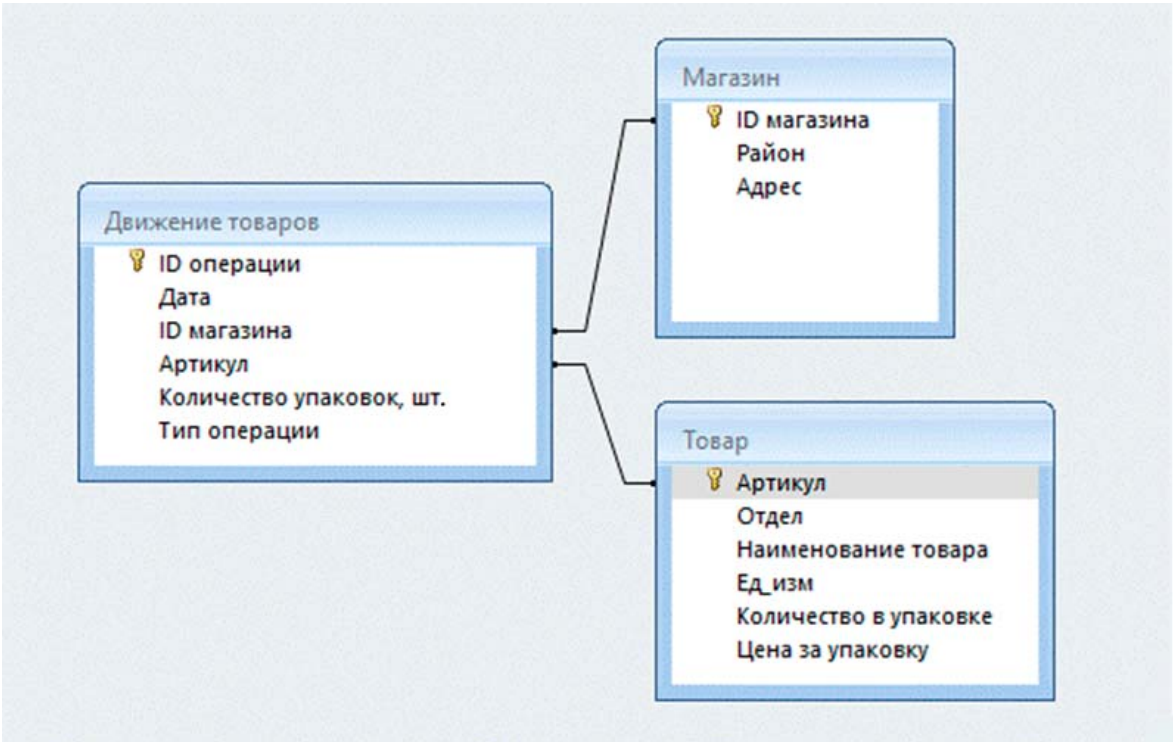 Движение товаров
ID операции
Дата
ID магазина
Артикул
Количество упаковок, шт.
Тип операции
Магазин
ID магазина
Район
Адрес
Товар
Артикул
Отдел
Наименование товара
Ед_изм
Количество в упаковке
Цена за упаковку